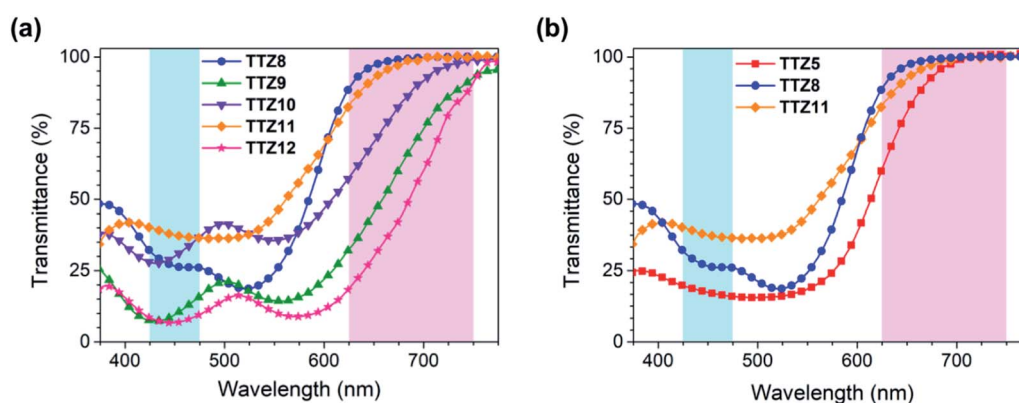 (a)
100
75
50
25
0
Transmittance (%)
TTZ8
TTZ9
TTZ10
TTZ11
TTZ12
400 500 600 700
Wavelength (nm)
(b)
100
75
50
25
0
Transmittance (%)
TTZ5
TTZ8
TTZ11
400 500 600 700
Wavelength (nm)